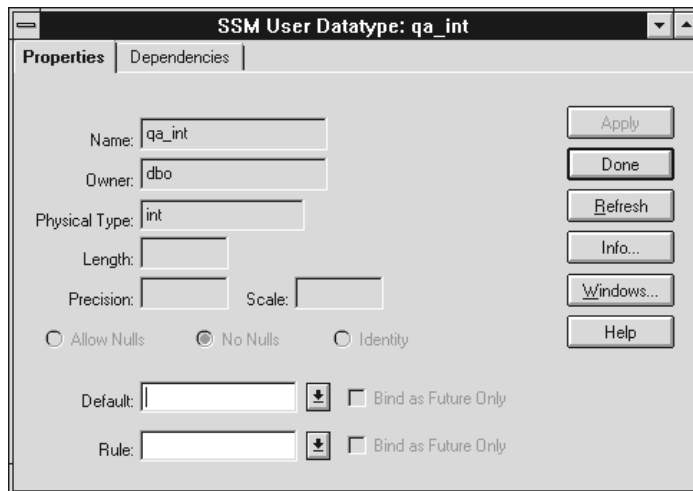 SSM User Datatype: qa_int
Properties Dependencies
Name: qa_int
Apply
Owner: dbo
Done
Physical Type: int
Refresh
Length:
Info...
Precision: Scale:
Windows...
Allow Nulls No Nulls Identity
Help
Default: Bind as Future Only
Rule: Bind as Future Only